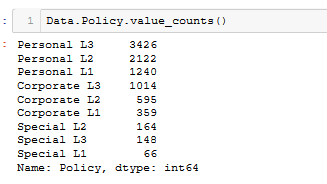 : 1 Data.Policy.value_counts()
: Personal L3 3426
Personal L2 2122
Personal L1 1240
Corporate L3 1014
Corporate L2 595
Corporate L1 359
Special L2 164
Special L3 148
Special L1 66
Name: Policy, dtype: int64